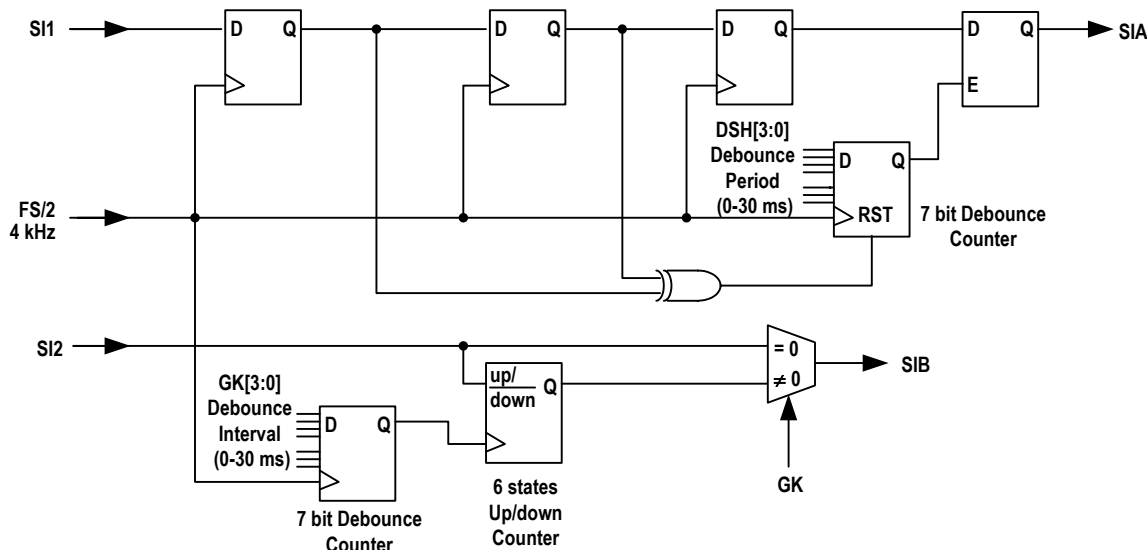 SI1
D Q
D Q
D Q
D Q
E
SIA
DSH[3:0]
Debounce
Period
(0-30 ms)
D Q
RST
7 bit Debounce
Counter
FS/2
4 kHz
SI2
= 0
≠ 0
SIB
GK
GK[3:0]
Debounce
Interval
(0-30 ms)
D Q
7 bit Debounce
Counter
up/
down
Q
6 states
Up/down
Counter